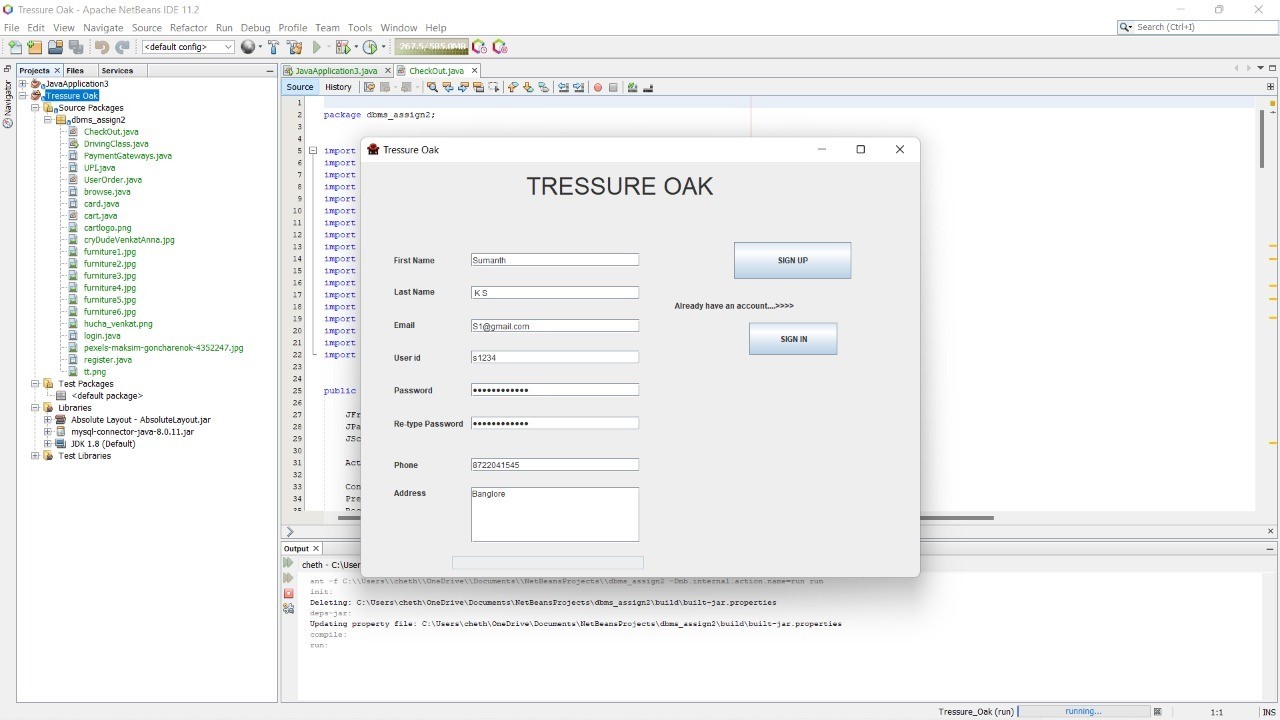 Tressure Oak - Apache NetBeans IDE 11.2
File Edit View Navigate Source Refactor Run Debug Profile Team Tools Window Help
Search (Ctrl+I)
<default config>
267.5/585.0MB
Projects Files Services
JavaApplication3.java CheckOut.java
Navigator
Source History
JavaApplication3
Tressure Oak
Source Packages
dbms_assign2
CheckOut.java
DrivingClass.java
PaymentGateways.java
UPI.java
UserOrder.java
browse.java
card.java
cart.java
cartlogo.png
cryDudeVenkatAnna.jpg
furniture1.jpg
furniture2.jpg
furniture3.jpg
furniture4.jpg
furniture5.jpg
furniture6.jpg
hucha_venkat.png
login.java
pexels-maksim-goncharenok-4352247.jpg
register.java
tt.png
Test Packages
<default package>
Libraries
Absolute Layout - AbsoluteLayout.jar
mysql-connector-java-8.0.11.jar
JDK 1.8 (Default)
Test Libraries
1
2 package dbms_assign2;
3
4
5 import
6 import
7 import
8 import
9 import
10 import
11 import
12 import
13 import
14 import
15 import
16 import
17 import
18 import
19 import
20 import
21 import
22 import
23
24
25 public
26
27 JFr
28 JPa
29 JSc
30
31 Act
32
33 Con
34 Pre
Tressure Oak
TRESSURE OAK
First Name Sumanth
Last Name K S
Email S1@gmail.com
User id s1234
Password ••••••••••••
Re-type Password ••••••••••••
Phone 8722041545
Address Banglore
SIGN UP
Already have an account....>>>>
SIGN IN
Output
cheth - C:\User
ant -f C:\\Users\\cheth\\OneDrive\\Documents\\NetBeansProjects\\dbms_assign2 -Dnb.internal.action.name=run run
init:
Deleting: C:\Users\cheth\OneDrive\Documents\NetBeansProjects\dbms_assign2\build\built-jar.properties
deps-jar:
Updating property file: C:\Users\cheth\OneDrive\Documents\NetBeansProjects\dbms_assign2\build\built-jar.properties
compile:
run:
Tressure_Oak (run) running... 1:1 INS